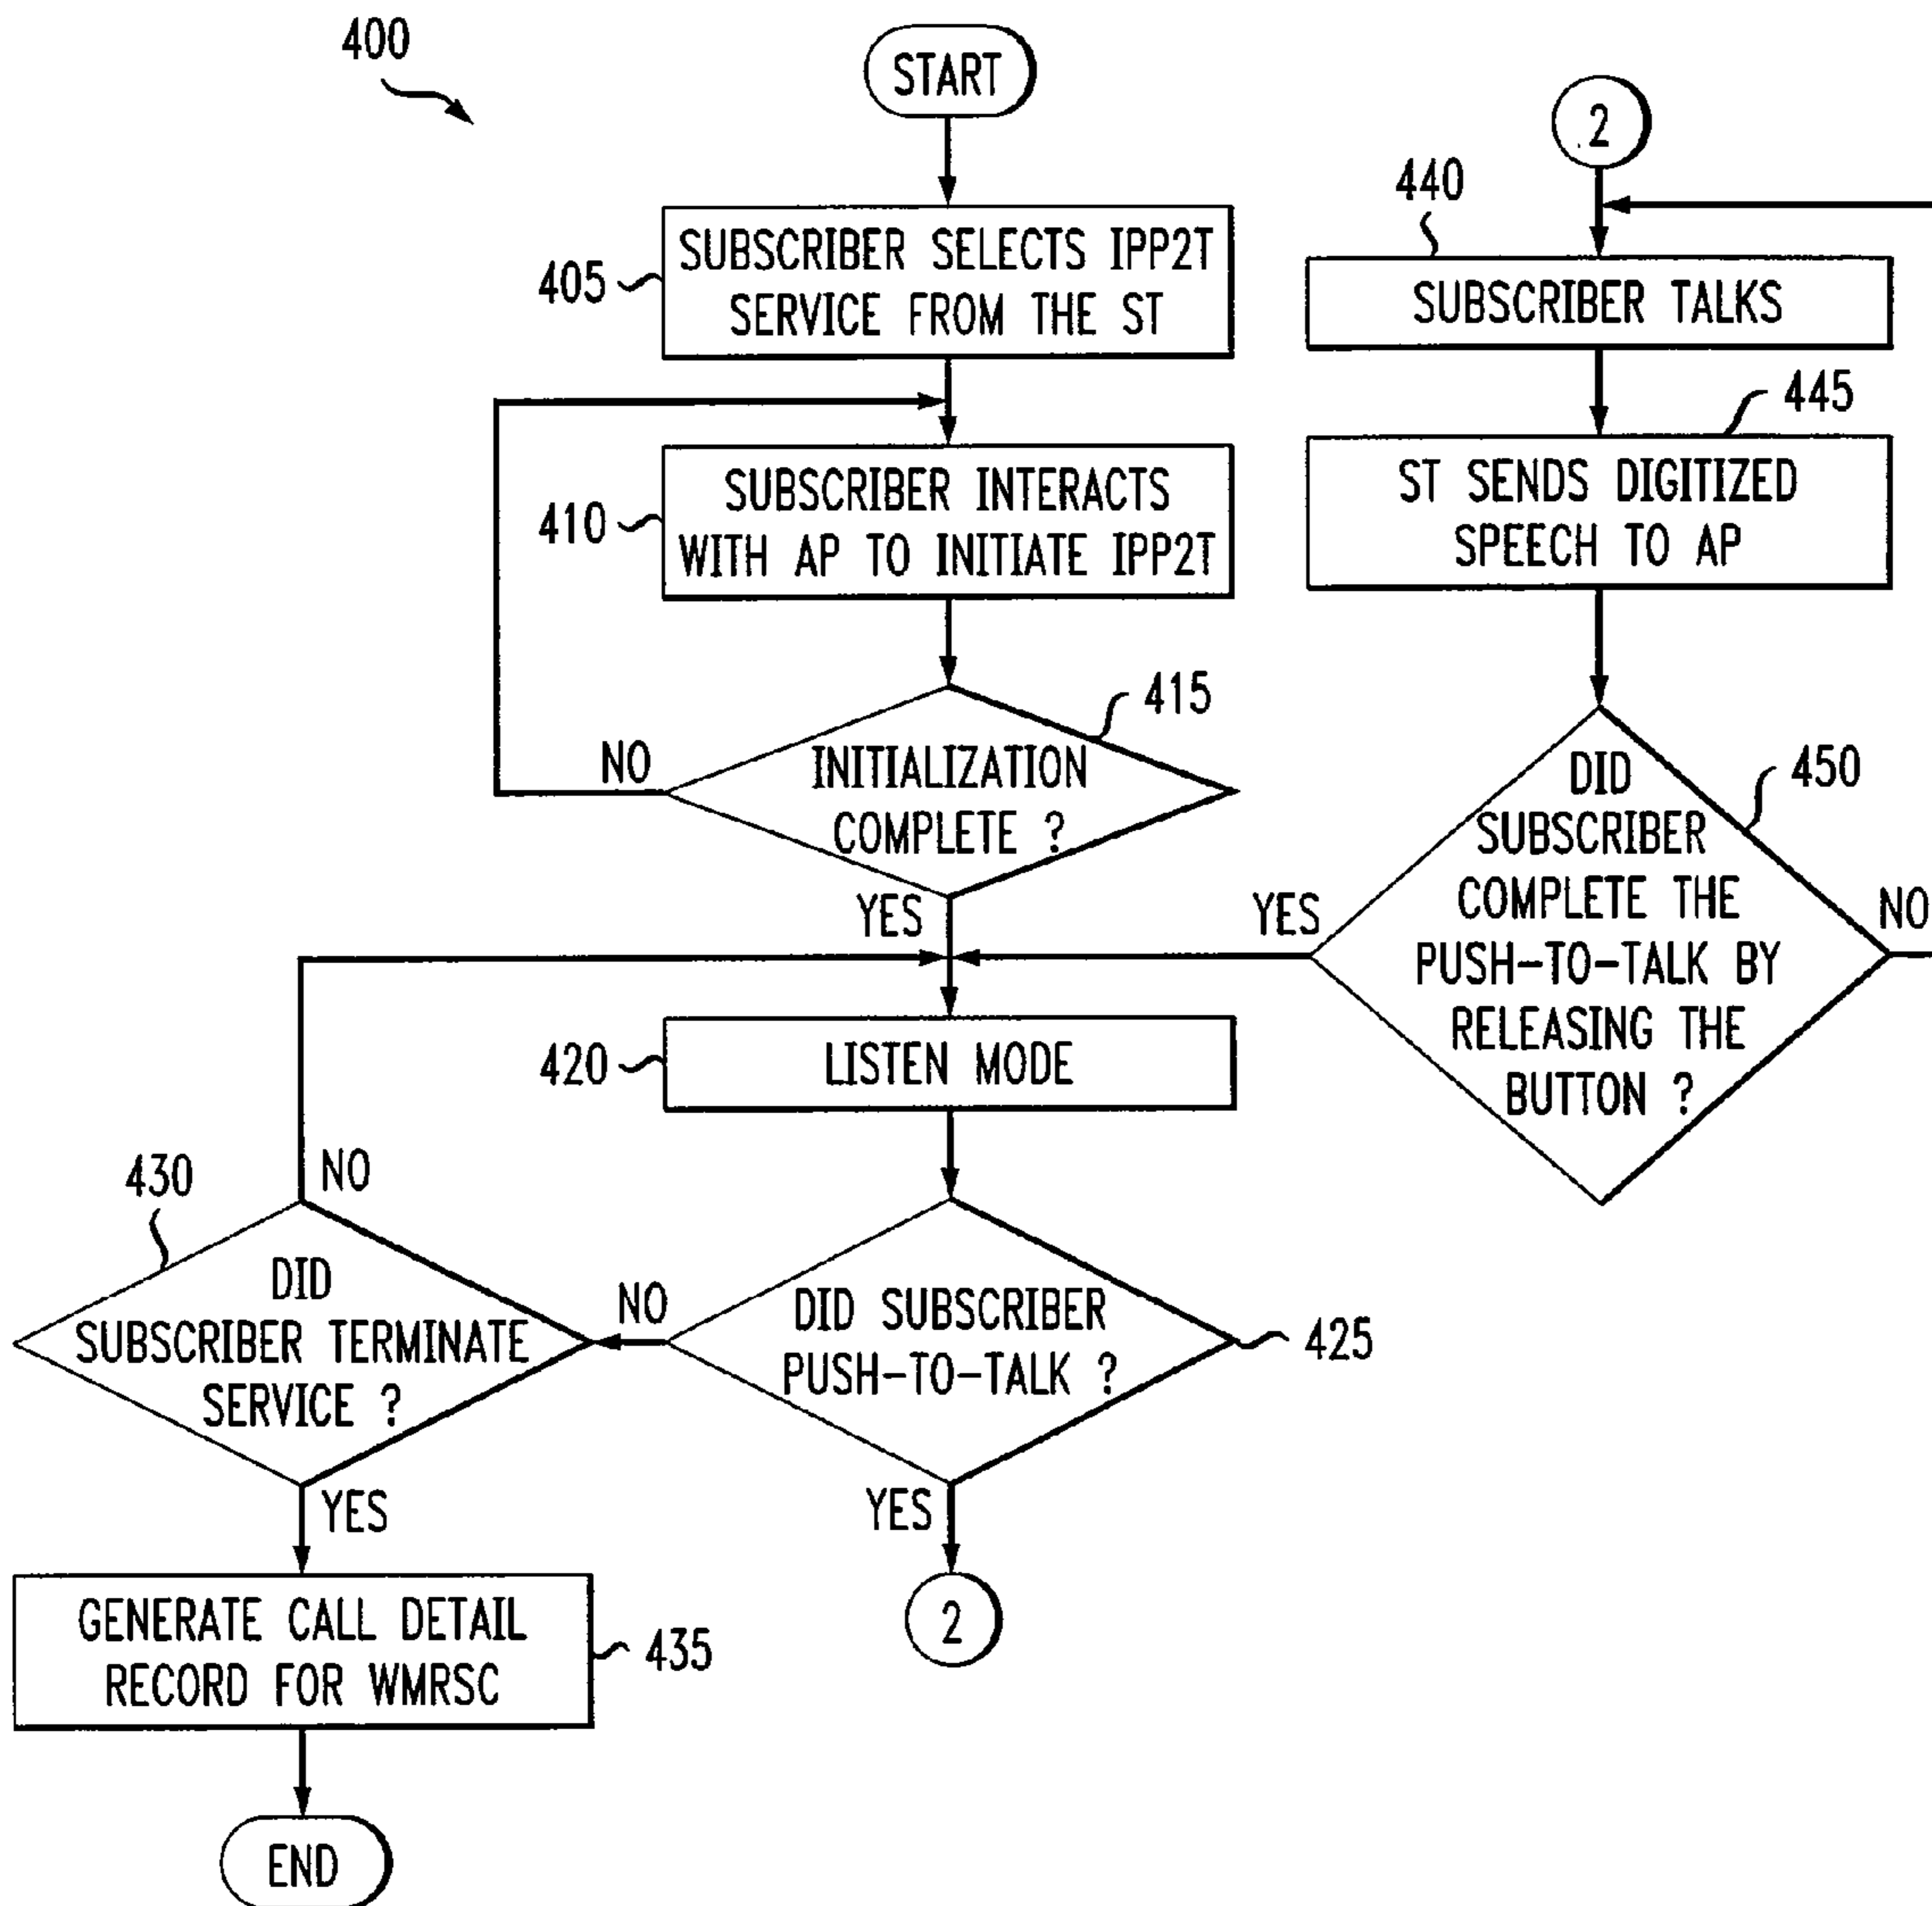 400
START
405
SUBSCRIBER SELECTS IPP2T
SERVICE FROM THE ST
410
SUBSCRIBER INTERACTS
WITH AP TO INITIATE IPP2T
415
INITIALIZATION
COMPLETE ?
NO
YES
420
LISTEN MODE
425
DID SUBSCRIBER
PUSH-TO-TALK ?
NO
YES
2
430
DID
SUBSCRIBER TERMINATE
SERVICE ?
NO
YES
GENERATE CALL DETAIL
RECORD FOR WMRSC
435
END
2
440
SUBSCRIBER TALKS
445
ST SENDS DIGITIZED
SPEECH TO AP
450
DID
SUBSCRIBER
COMPLETE THE
PUSH-TO-TALK BY
RELEASING THE
BUTTON ?
YES
NO